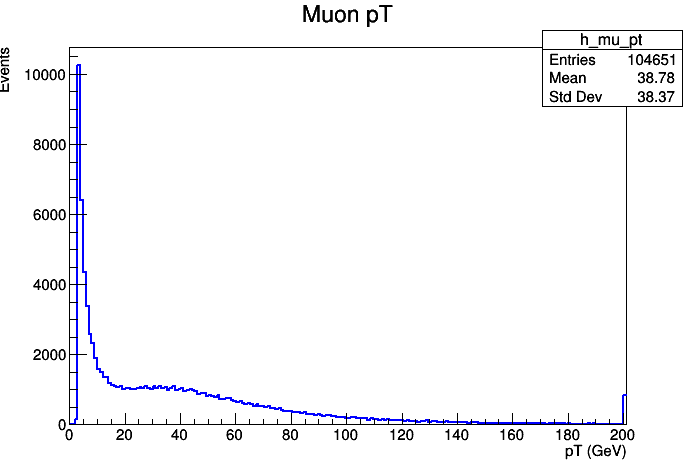 Muon pT
h_mu_pt
Entries 104651
Mean 38.78
Std Dev 38.37
Events
10000
8000
6000
4000
2000
0
0 20 40 60 80 100 120 140 160 180 200
pT (GeV)